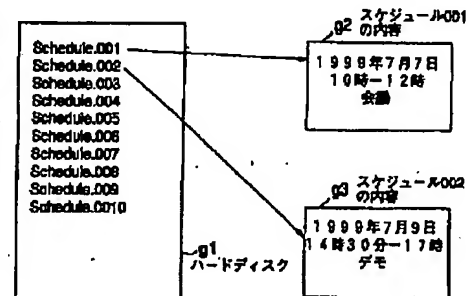 Schedule.001
Schedule.002
Schedule.003
Schedule.004
Schedule.005
Schedule.006
Schedule.007
Schedule.008
Schedule.009
Schedule.0010
g1
ハードディスク
g2 スケジュール001
の内容
1999年7月7日
10時－12時
会議
g3 スケジュール002
の内容
1999年7月9日
14時30分－17時
デモ